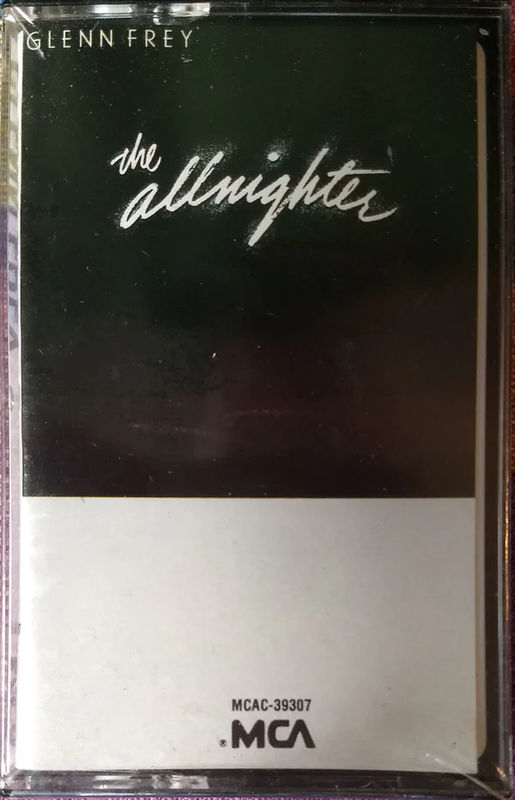 GLENN FREY
the
allnighter
MCAC-39307
®MCA